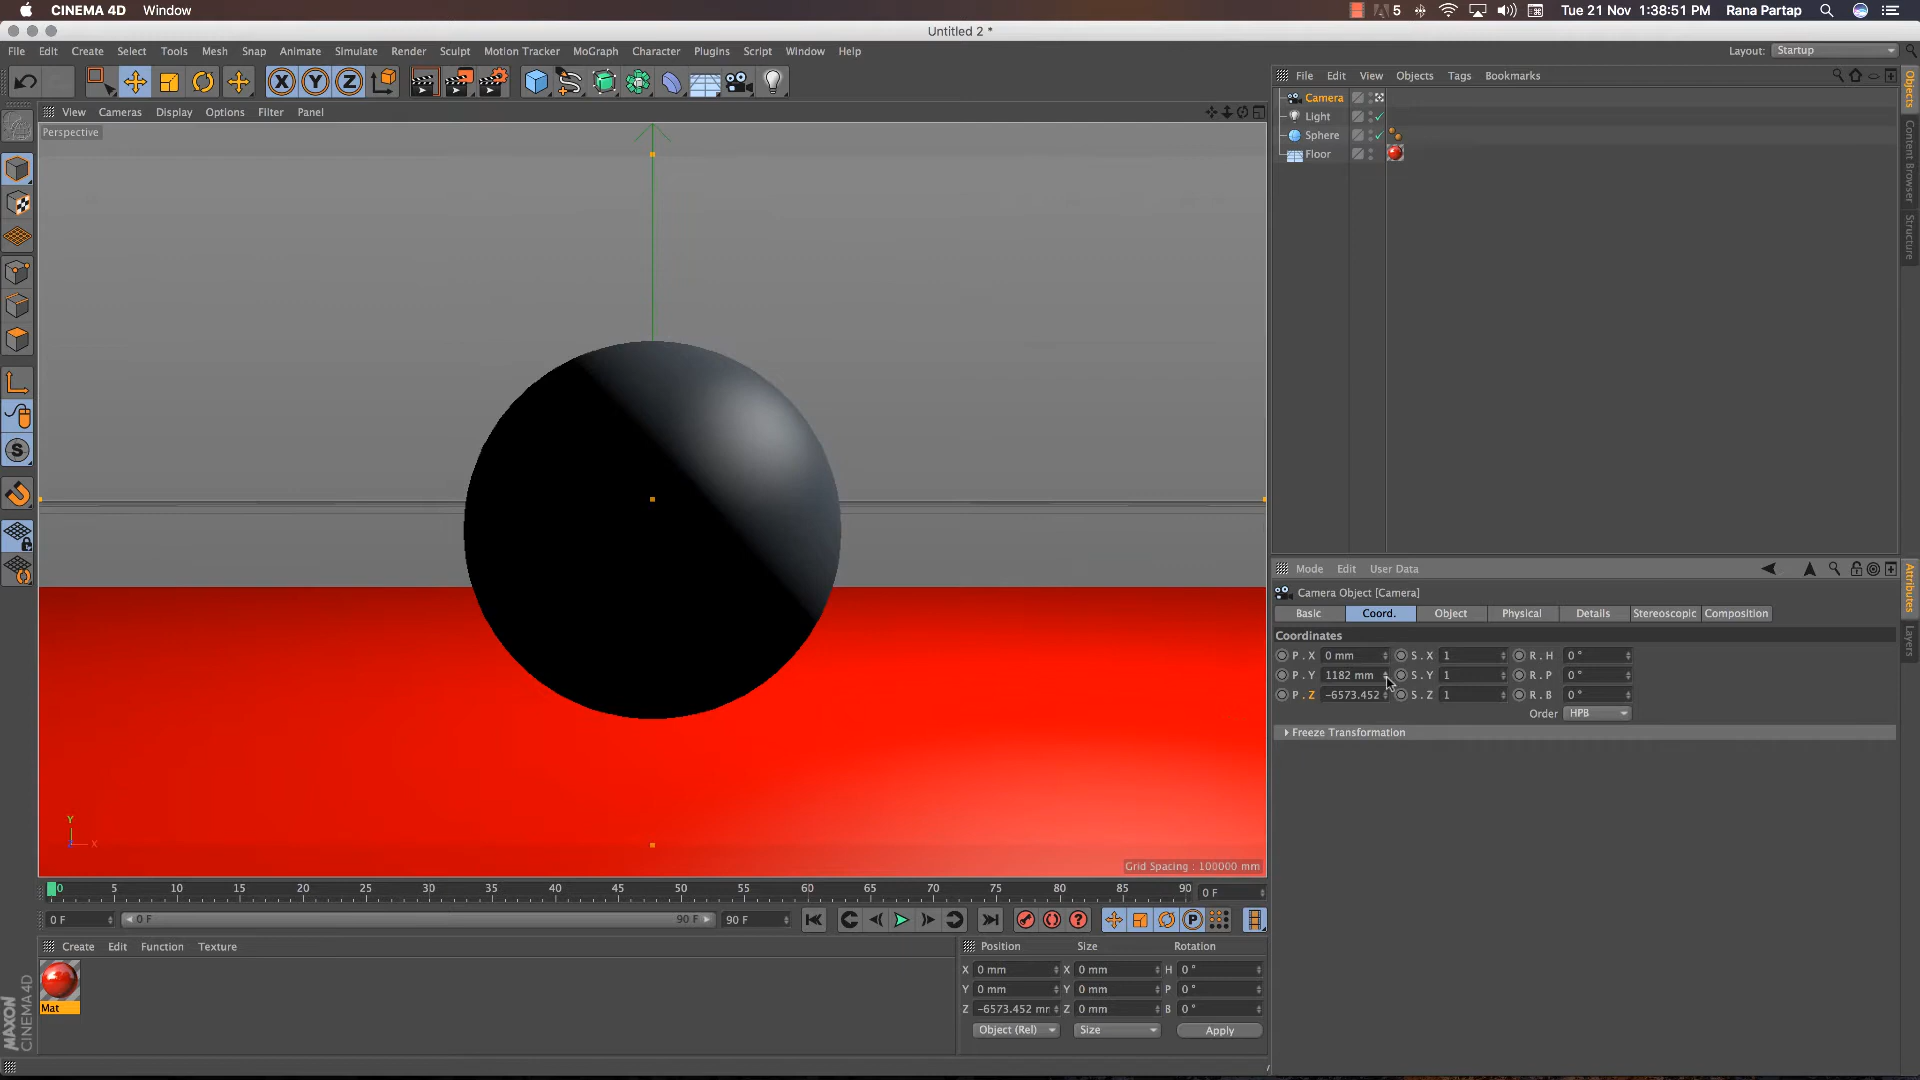 CINEMA 4D Window 5 Tue 21 Nov 1:38:51 PM Rana Partap
Untitled 2 *
File Edit Create Select Tools Mesh Snap Animate Simulate Render Sculpt Motion Tracker MoGraph Character Plugins Script Window Help Layout: Startup
X Y Z
File Edit View Objects Tags Bookmarks
View Cameras Display Options Filter Panel
Perspective
Camera
Light
Sphere
Floor
Objects
Content Browser
Structure
S
Mode Edit User Data
Camera Object [Camera]
Basic Coord. Object Physical Details Stereoscopic Composition
Coordinates
P . X 0 mm S . X 1 R . H 0 °
P . Y 1182 mm S . Y 1 R . P 0 °
P . Z -6573.452 S . Z 1 R . B 0 °
Order HPB
Freeze Transformation
Attributes
Layers
Y
X
Grid Spacing : 100000 mm
0 5 10 15 20 25 30 35 40 45 50 55 60 65 70 75 80 85 90 0 F
0 F 0 F 90 F 90 F ? P
Create Edit Function Texture
Mat
Position Size Rotation
X 0 mm X 0 mm H 0 °
Y 0 mm Y 0 mm P 0 °
Z -6573.452 mr Z 0 mm B 0 °
Object (Rel) Size Apply
MAXON
CINEMA 4D